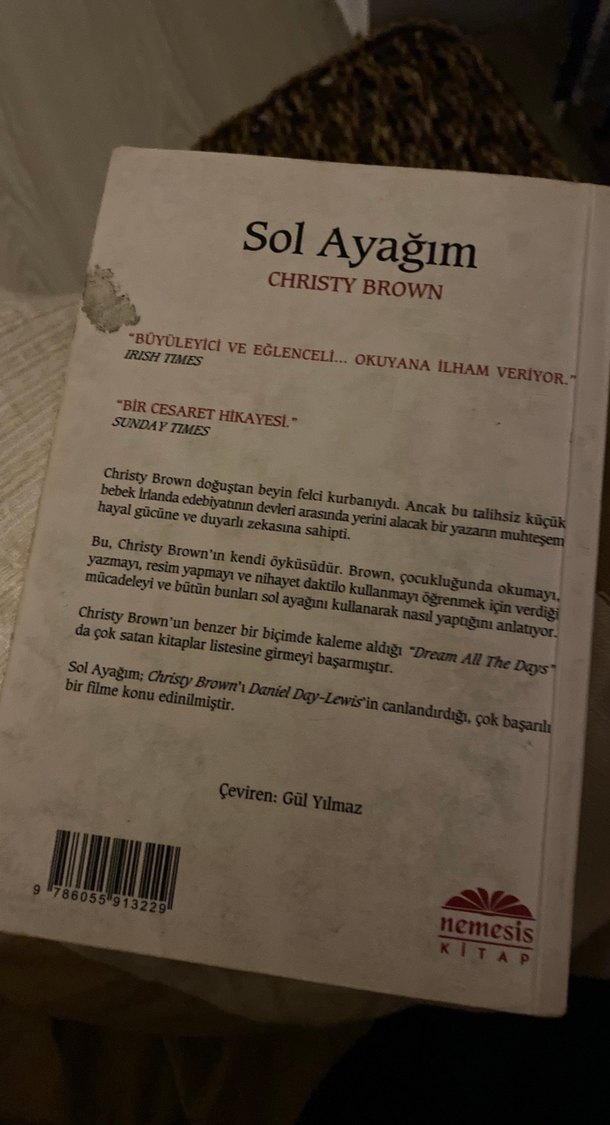 Sol Ayağım
CHRISTY BROWN
"BÜYÜLEYİCİ VE EĞLENCELİ... OKUYANA İLHAM VERİYOR."
IRISH TIMES
"BİR CESARET HİKAYESİ."
SUNDAY TIMES
Christy Brown doğuştan beyin felci kurbanıydı. Ancak bu talihsiz küçük
bebek İrlanda edebiyatının devleri arasında yerini alacak bir yazarın muhteşem
hayal gücüne ve duyarlı zekasına sahipti.
Bu, Christy Brown'ın kendi öyküsüdür. Brown, çocukluğunda okumayı,
yazmayı, resim yapmayı ve nihayet daktilo kullanmayı öğrenmek için verdiği
mücadeleyi ve bütün bunları sol ayağını kullanarak nasıl yaptığını anlatıyor.
Christy Brown'un benzer bir biçimde kaleme aldığı "Dream All The Days"
da çok satan kitaplar listesine girmeyi başarmıştır.
Sol Ayağım; Christy Brown'ı Daniel Day-Lewis'in canlandırdığı, çok başarılı
bir filme konu edinilmiştir.
Çeviren: Gül Yılmaz
9 786055 913229
nemesis
KİTAP